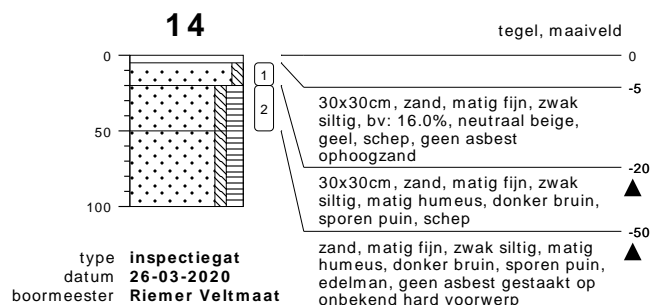 14
tegel, maaiveld
0
0
-5
1
30x30cm, zand, matig fijn, zwak
siltig, bv: 16.0%, neutraal beige,
geel, schep, geen asbest
ophoogzand
2
50
-20
30x30cm, zand, matig fijn, zwak
siltig, matig humeus, donker bruin,
sporen puin, schep
100
-50
zand, matig fijn, zwak siltig, matig
humeus, donker bruin, sporen puin,
edelman, geen asbest gestaakt op
onbekend hard voorwerp
type inspectiegat
datum 26-03-2020
boormeester Riemer Veltmaat